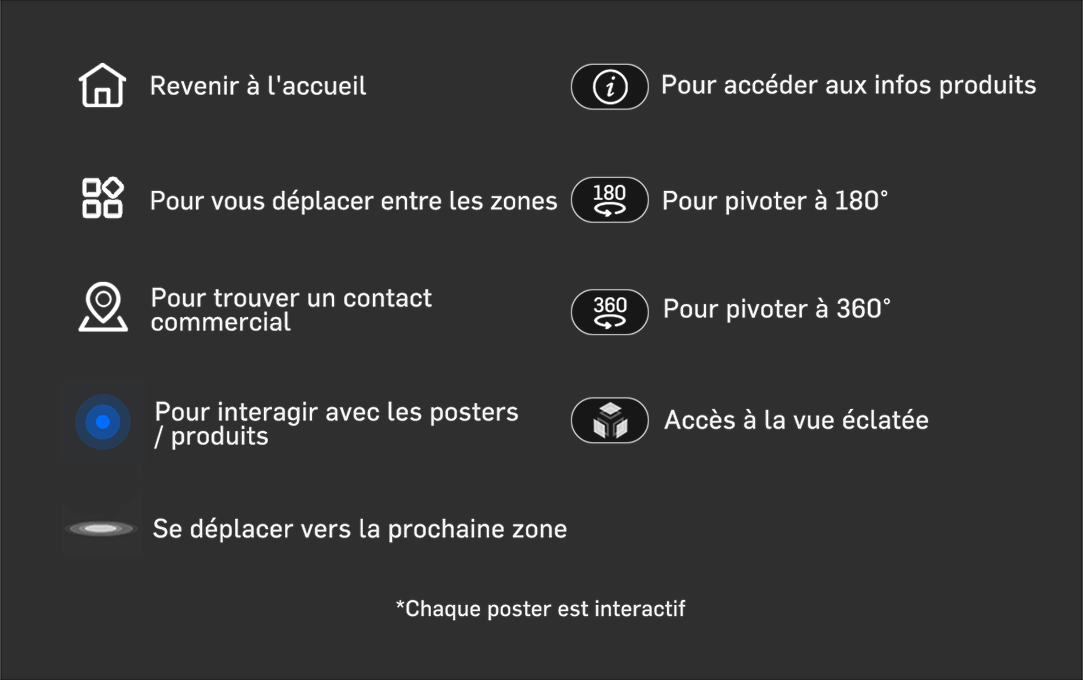 Revenir à l'accueil
Pour accéder aux infos produits
Pour vous déplacer entre les zones
180
Pour pivoter à 180°
Pour trouver un contact
commercial
360
Pour pivoter à 360°
Pour interagir avec les posters
/ produits
Accès à la vue éclatée
Se déplacer vers la prochaine zone
*Chaque poster est interactif